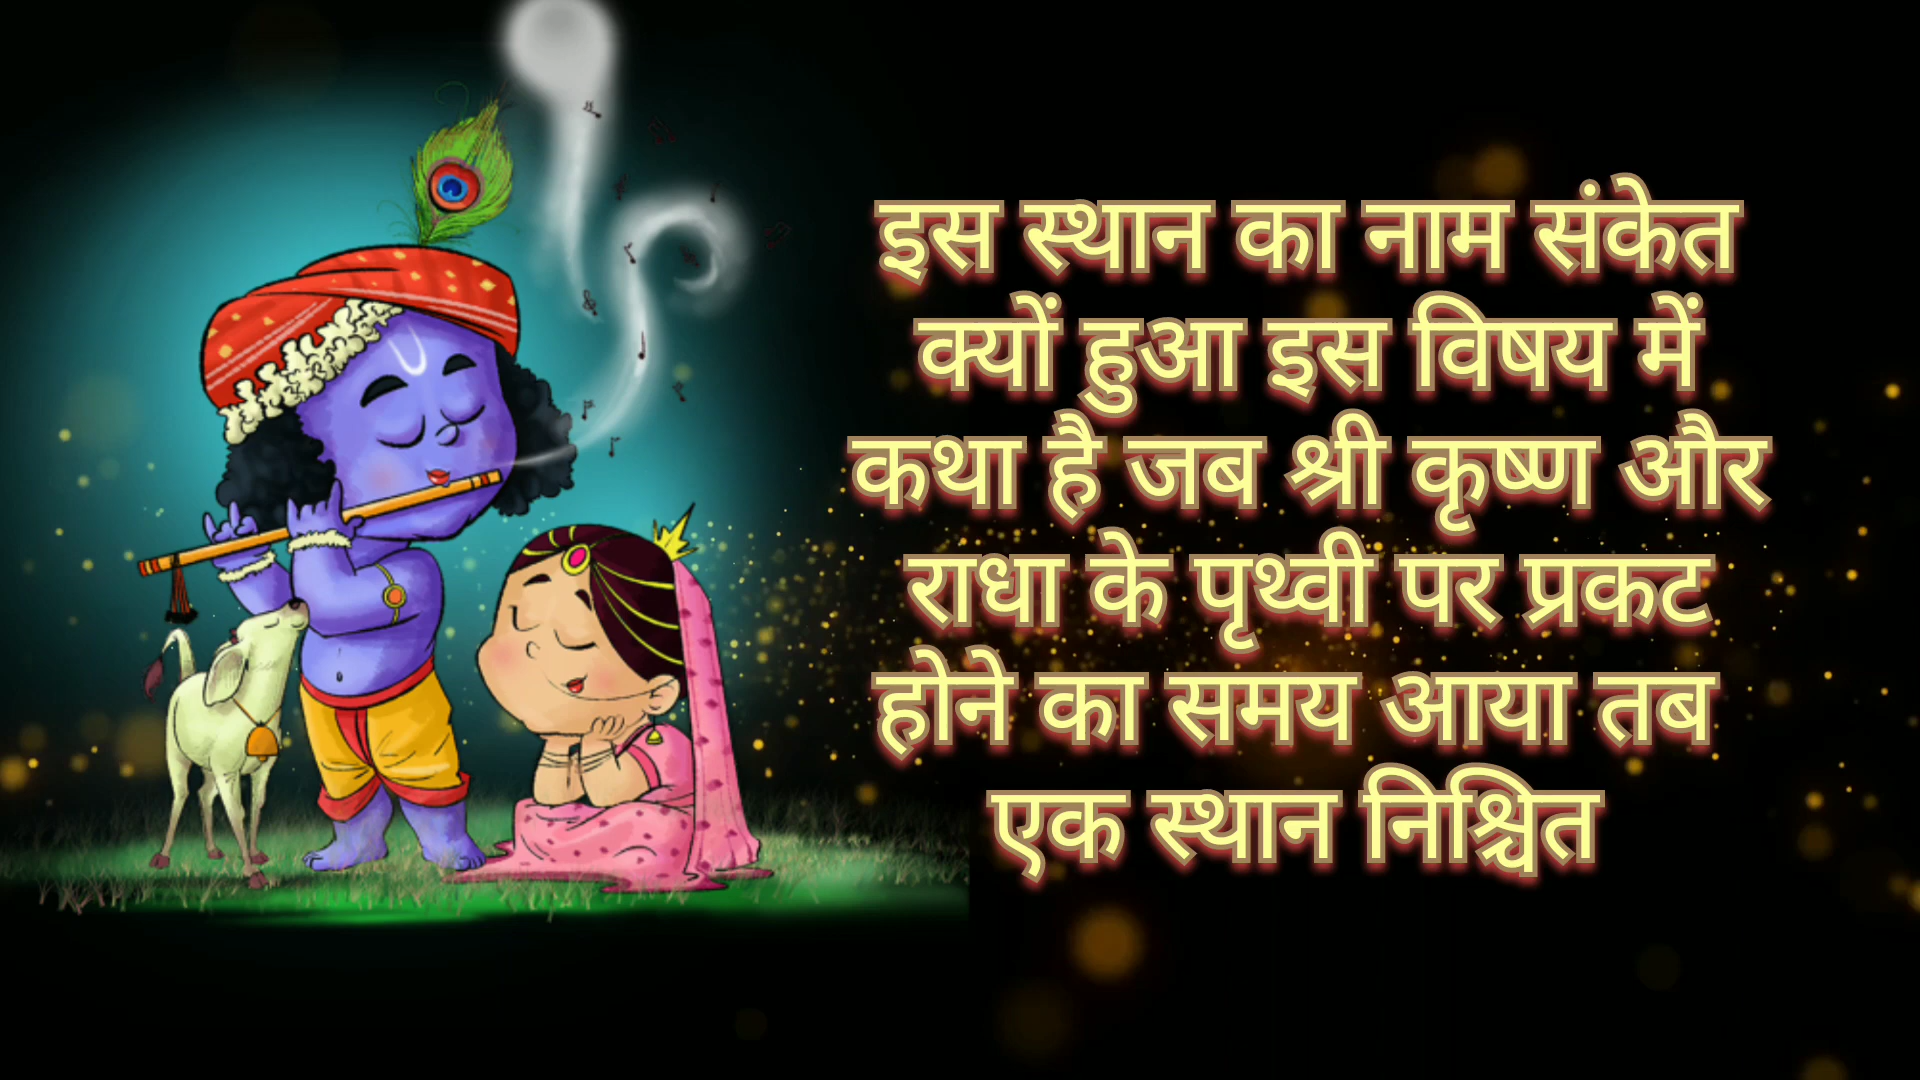 इस स्थान का नाम संकेत
क्यों हुआ इस विषय में
कथा है जब श्री कृष्ण और
राधा के पृथ्वी पर प्रकट
होने का समय आया तब
एक स्थान निश्चित